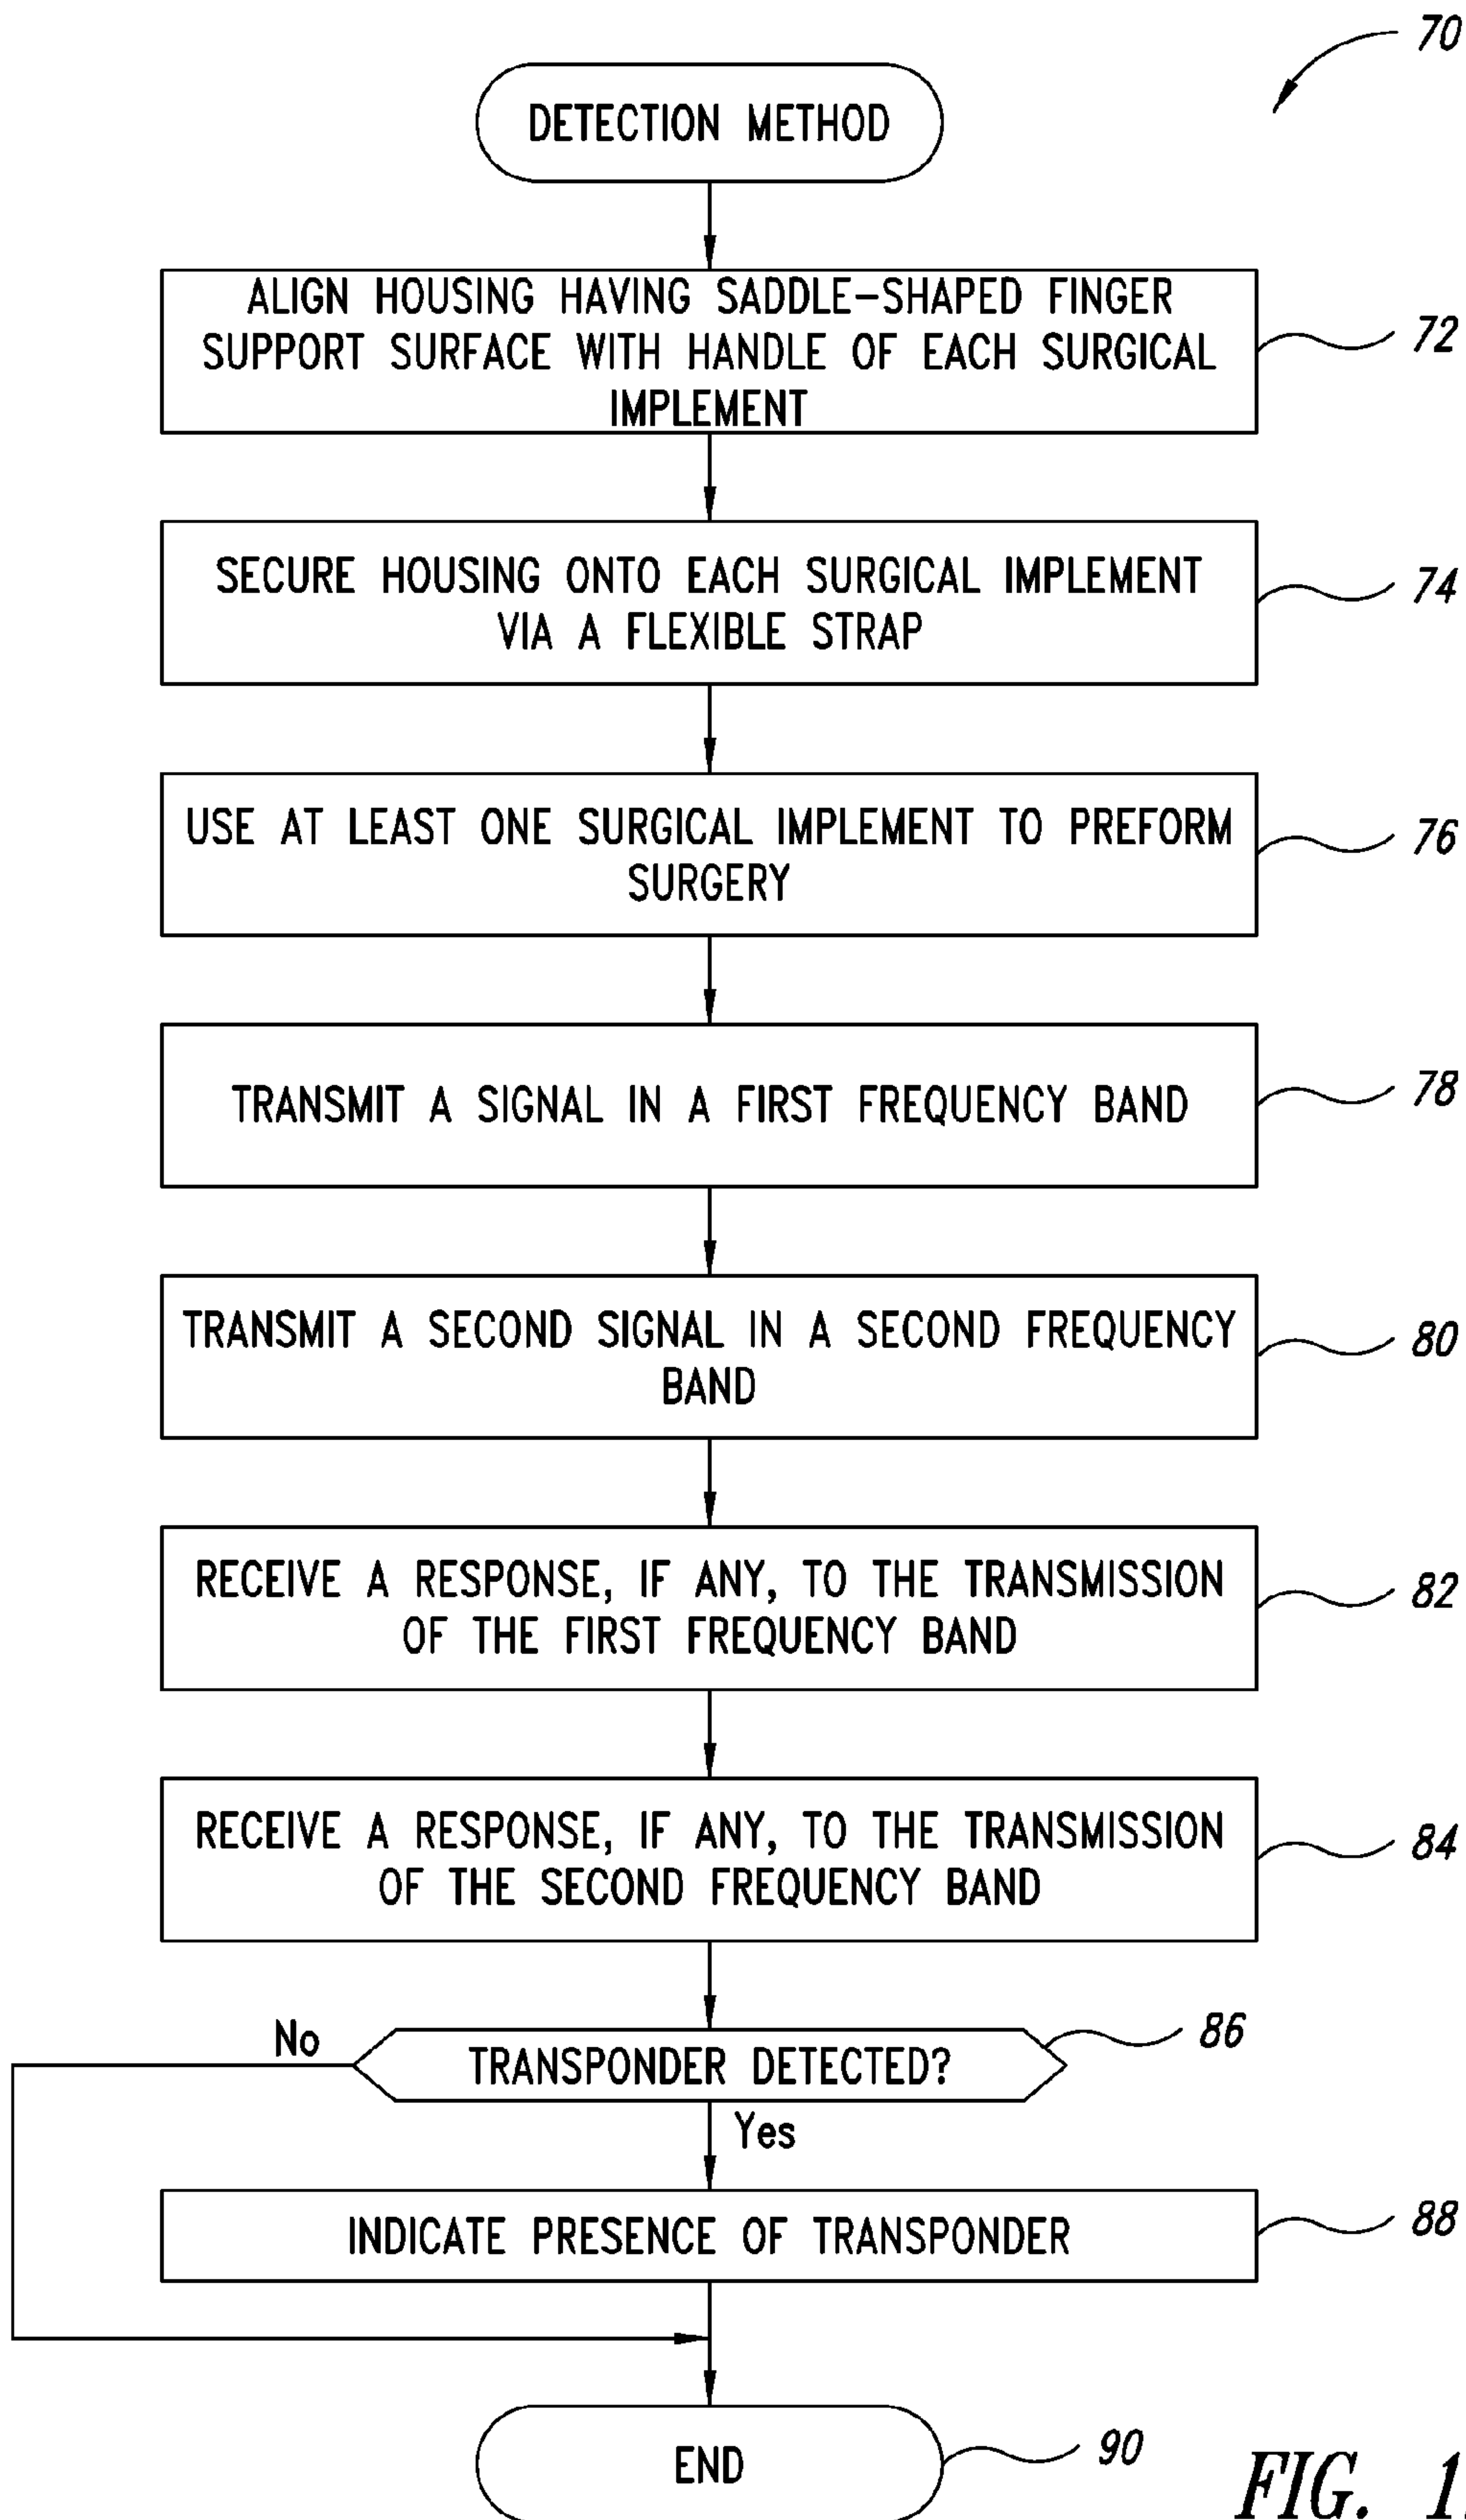 70
DETECTION METHOD
ALIGN HOUSING HAVING SADDLE-SHAPED FINGER
SUPPORT SURFACE WITH HANDLE OF EACH SURGICAL
IMPLEMENT
72
SECURE HOUSING ONTO EACH SURGICAL IMPLEMENT
VIA A FLEXIBLE STRAP
74
USE AT LEAST ONE SURGICAL IMPLEMENT TO PREFORM
SURGERY
76
TRANSMIT A SIGNAL IN A FIRST FREQUENCY BAND
78
TRANSMIT A SECOND SIGNAL IN A SECOND FREQUENCY
BAND
80
RECEIVE A RESPONSE, IF ANY, TO THE TRANSMISSION
OF THE FIRST FREQUENCY BAND
82
RECEIVE A RESPONSE, IF ANY, TO THE TRANSMISSION
OF THE SECOND FREQUENCY BAND
84
No
TRANSPONDER DETECTED?
86
Yes
INDICATE PRESENCE OF TRANSPONDER
88
END
90
FIG.